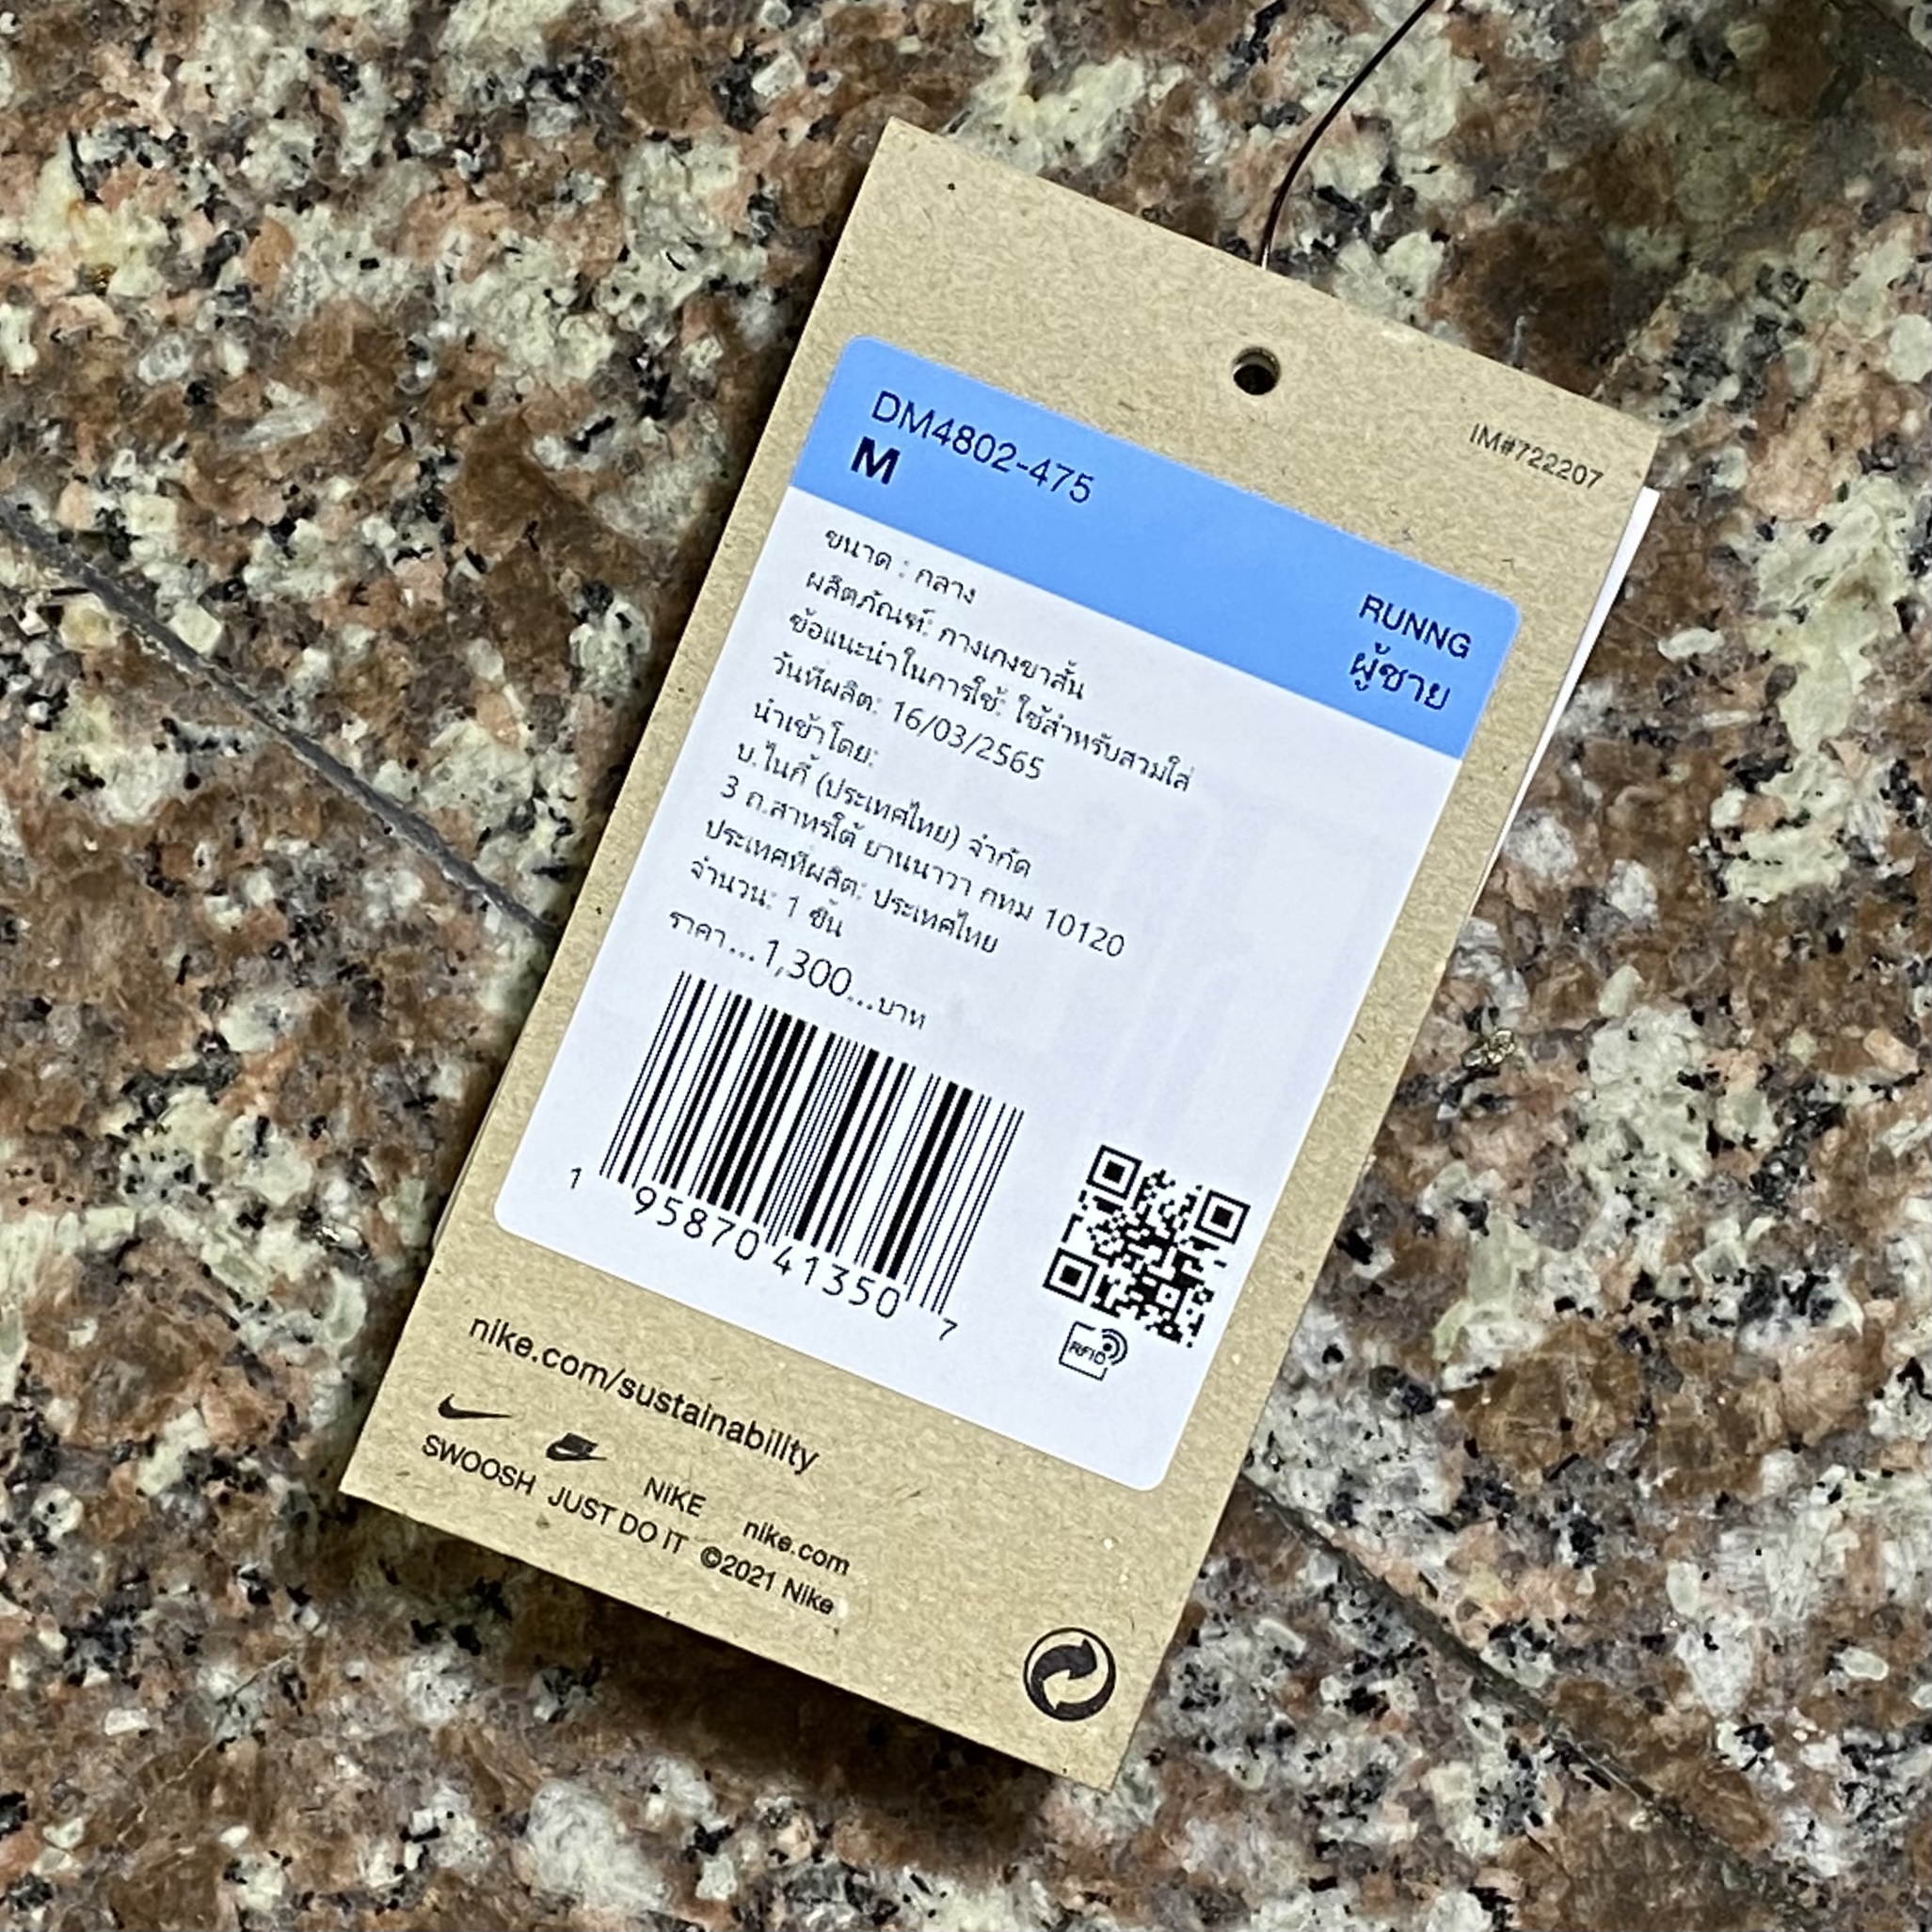 IM#722207
DM4802-475
M
RUNNG
ผู้ชาย
ขนาด : กลาง
ผลิตภัณฑ์: กางเกงขาสั้น
ข้อแนะนำในการใช้: ใช้สำหรับสวมใส่
วันที่ผลิต: 16/03/2565
นำเข้าโดย:
บ.ไนกี้ (ประเทศไทย) จำกัด
3 ถ.สาทรใต้ ยานนาวา กทม 10120
ประเทศที่ผลิต: ประเทศไทย
จำนวน: 1 ชิ้น
ราคา...1,300...บาท
1 95870 41350 7
RFID
nike.com/sustainability
NIKE nike.com
SWOOSH JUST DO IT ©2021 Nike